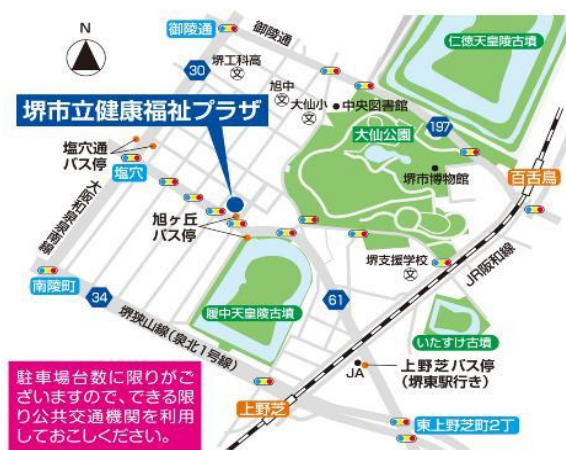 N
御陵通
御陵通
仁徳天皇陵古墳
30
堺工科高
文
旭中
文
大仙小
文
中央図書館
堺市立健康福祉プラザ
大仙公園
197
塩穴通
バス停
塩穴
堺市博物館
百舌鳥
大阪和泉泉南線
旭ヶ丘
バス停
堺支援学校
文
JR阪和線
南陵町
34
履中天皇陵古墳
61
いたすけ古墳
堺狭山線(泉北1号線)
JA
上野芝バス停
(堺東駅行き)
上野芝
東上野芝町2丁
駐車場台数に限りがご
ざいますので、できる限
り公共交通機関を利用
しておこしください。